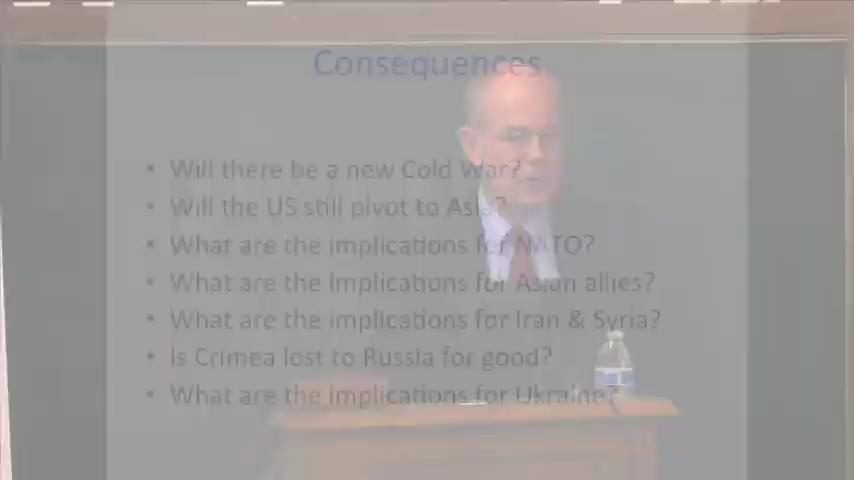 Consequences
• Will there be a new Cold War?
• Will the US still pivot to Asia?
• What are the implications for NATO?
• What are the implications for Asian allies?
• What are the implications for Iran & Syria?
• Is Crimea lost to Russia for good?
• What are the implications for Ukraine?